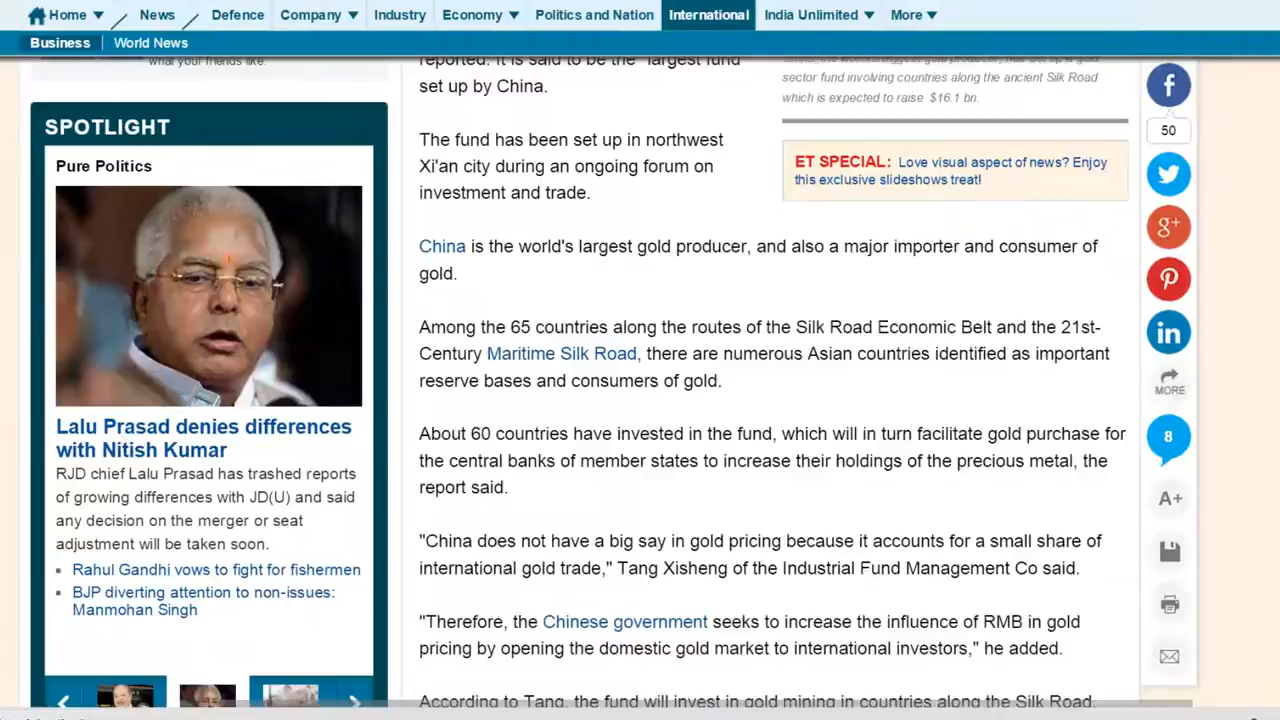 Home News Defence Company Industry Economy Politics and Nation International India Unlimited More
Business World News
what your friends like.
SPOTLIGHT
Pure Politics
Lalu Prasad denies differences
with Nitish Kumar
RJD chief Lalu Prasad has trashed reports
of growing differences with JD(U) and said
any decision on the merger or seat
adjustment will be taken soon.
Rahul Gandhi vows to fight for fishermen
BJP diverting attention to non-issues:
Manmohan Singh
reported. It is said to be the "largest fund"
set up by China.
The fund has been set up in northwest
Xi'an city during an ongoing forum on
investment and trade.
China is the world's largest gold producer, and also a major importer and consumer of
gold.
Among the 65 countries along the routes of the Silk Road Economic Belt and the 21st-
Century Maritime Silk Road, there are numerous Asian countries identified as important
reserve bases and consumers of gold.
About 60 countries have invested in the fund, which will in turn facilitate gold purchase for
the central banks of member states to increase their holdings of the precious metal, the
report said.
"China does not have a big say in gold pricing because it accounts for a small share of
international gold trade," Tang Xisheng of the Industrial Fund Management Co said.
"Therefore, the Chinese government seeks to increase the influence of RMB in gold
pricing by opening the domestic gold market to international investors," he added.
According to Tang, the fund will invest in gold mining in countries along the Silk Road,
sector fund involving countries along the ancient Silk Road
which is expected to raise $16.1 bn.
ET SPECIAL: Love visual aspect of news? Enjoy
this exclusive slideshows treat!
f
50
g+
in
MORE
8
A+